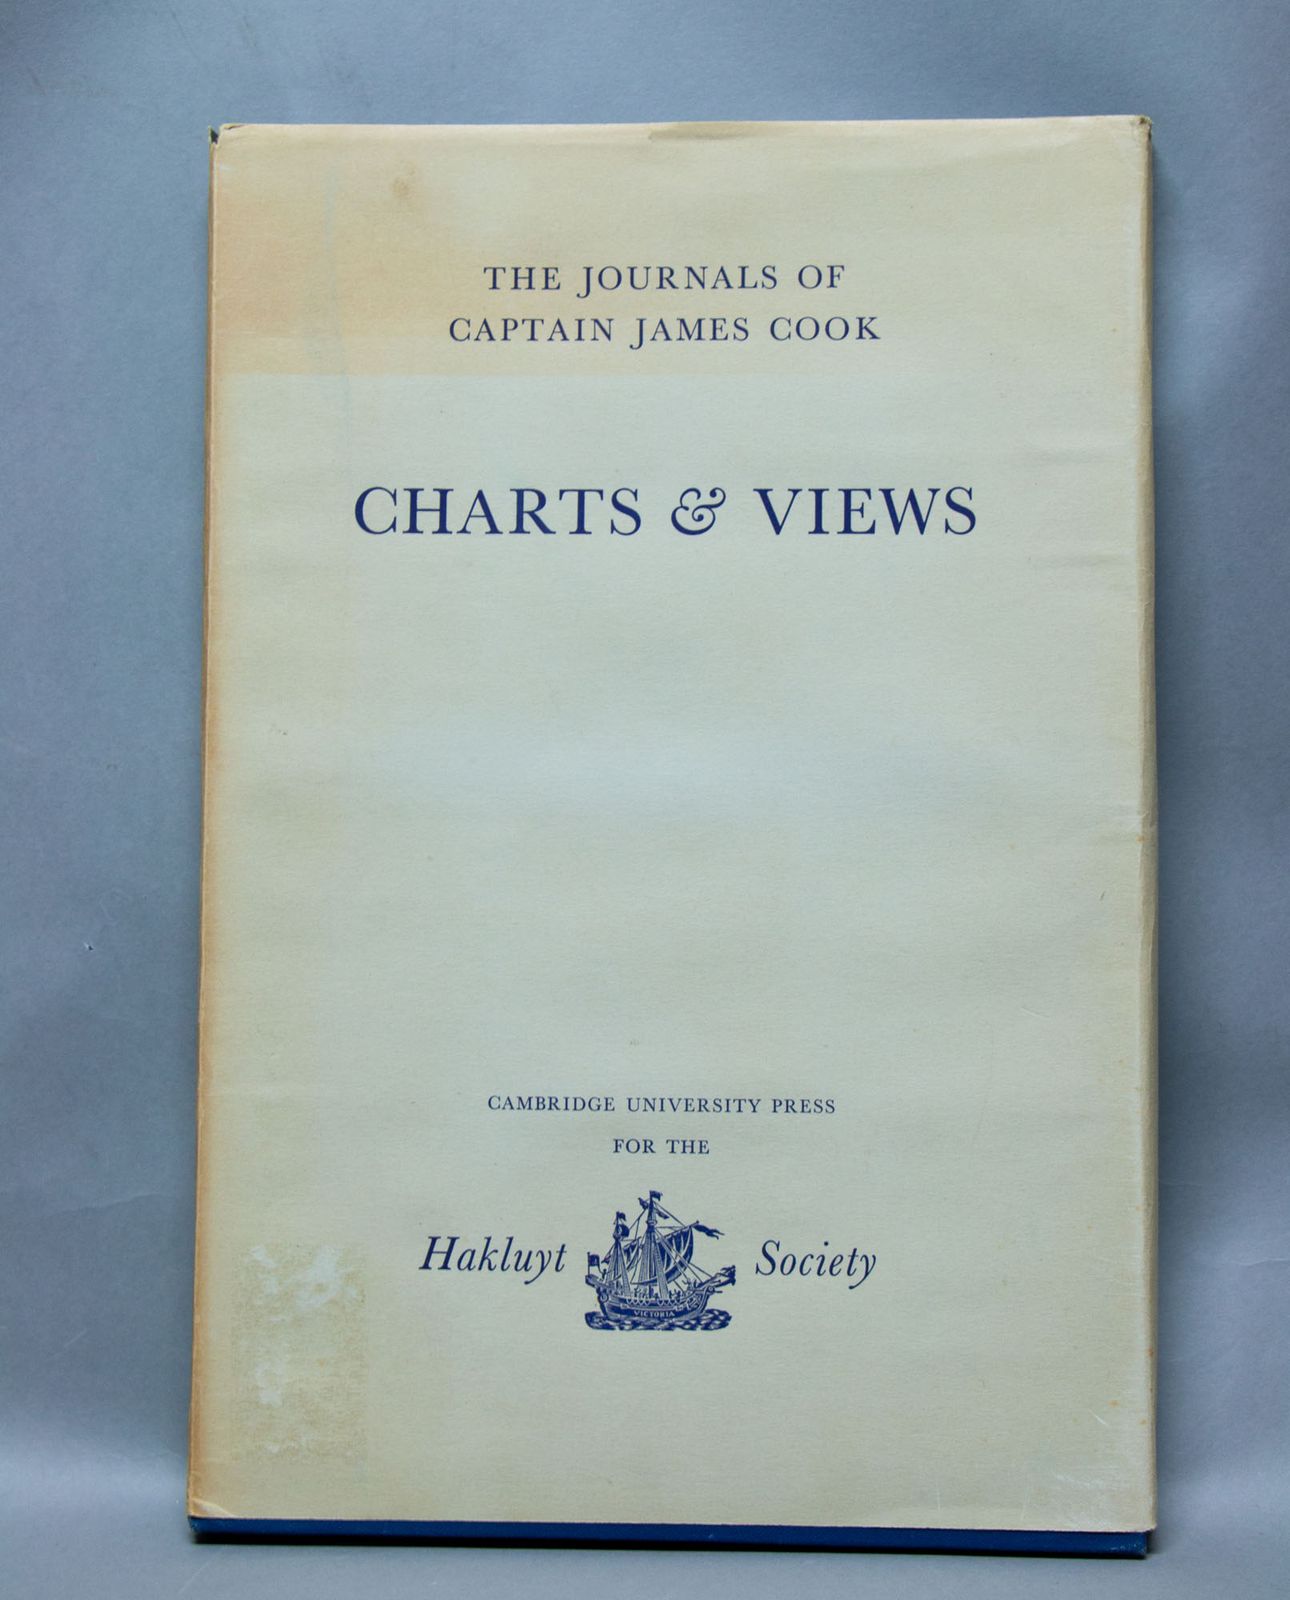 THE JOURNALS OF
CAPTAIN JAMES COOK
CHARTS & VIEWS
CAMBRIDGE UNIVERSITY PRESS
FOR THE
Hakluyt Society
VICTORIA